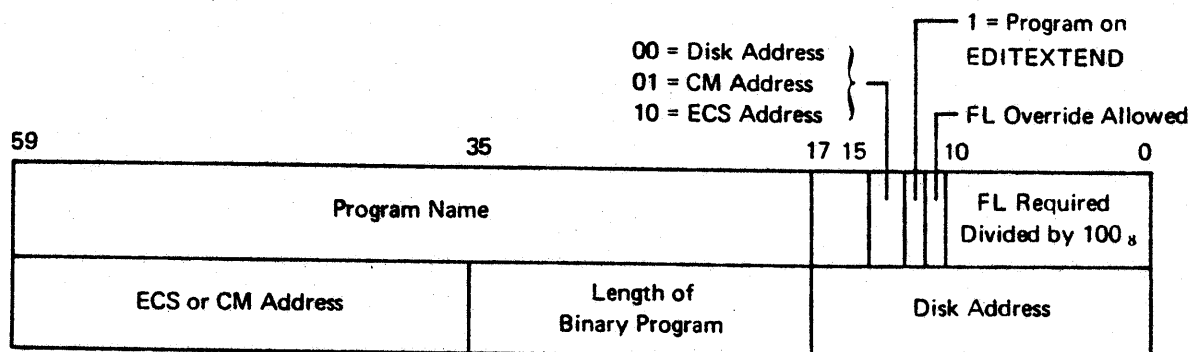 1 = Program on
EDITEXTEND
00 = Disk Address
01 = CM Address
10 = ECS Address
FL Override Allowed
59 35 17 15 10 0
Program Name
FL Required
Divided by 100₈
ECS or CM Address
Length of
Binary Program
Disk Address